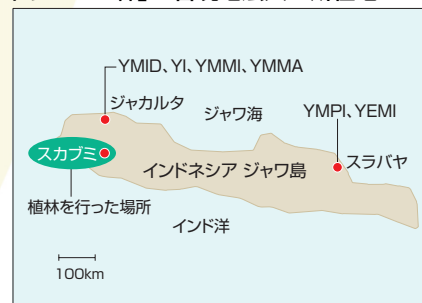 YMID、YI、YMMI、YMMA
ジャカルタ
ジャワ海
YMPI、YEMI
スカブミ
インドネシア ジャワ島
スラバヤ
植林を行った場所
インド洋
100km